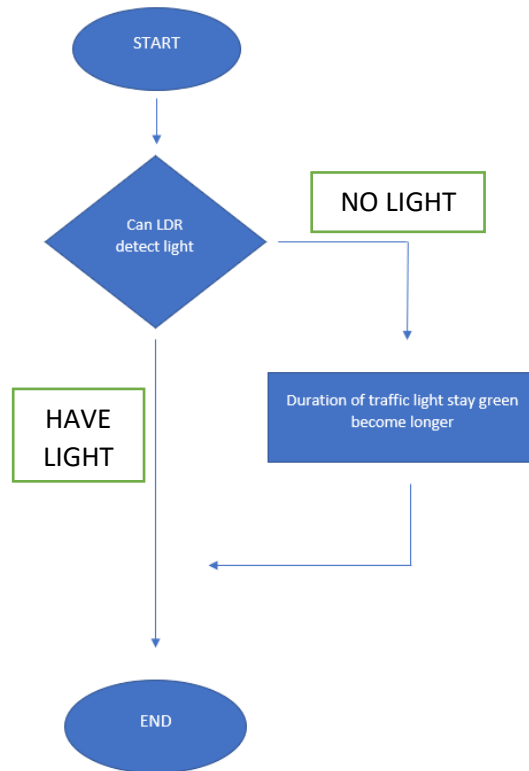 START
Can LDR
detect light
NO LIGHT
HAVE
LIGHT
Duration of traffic light stay green
become longer
END